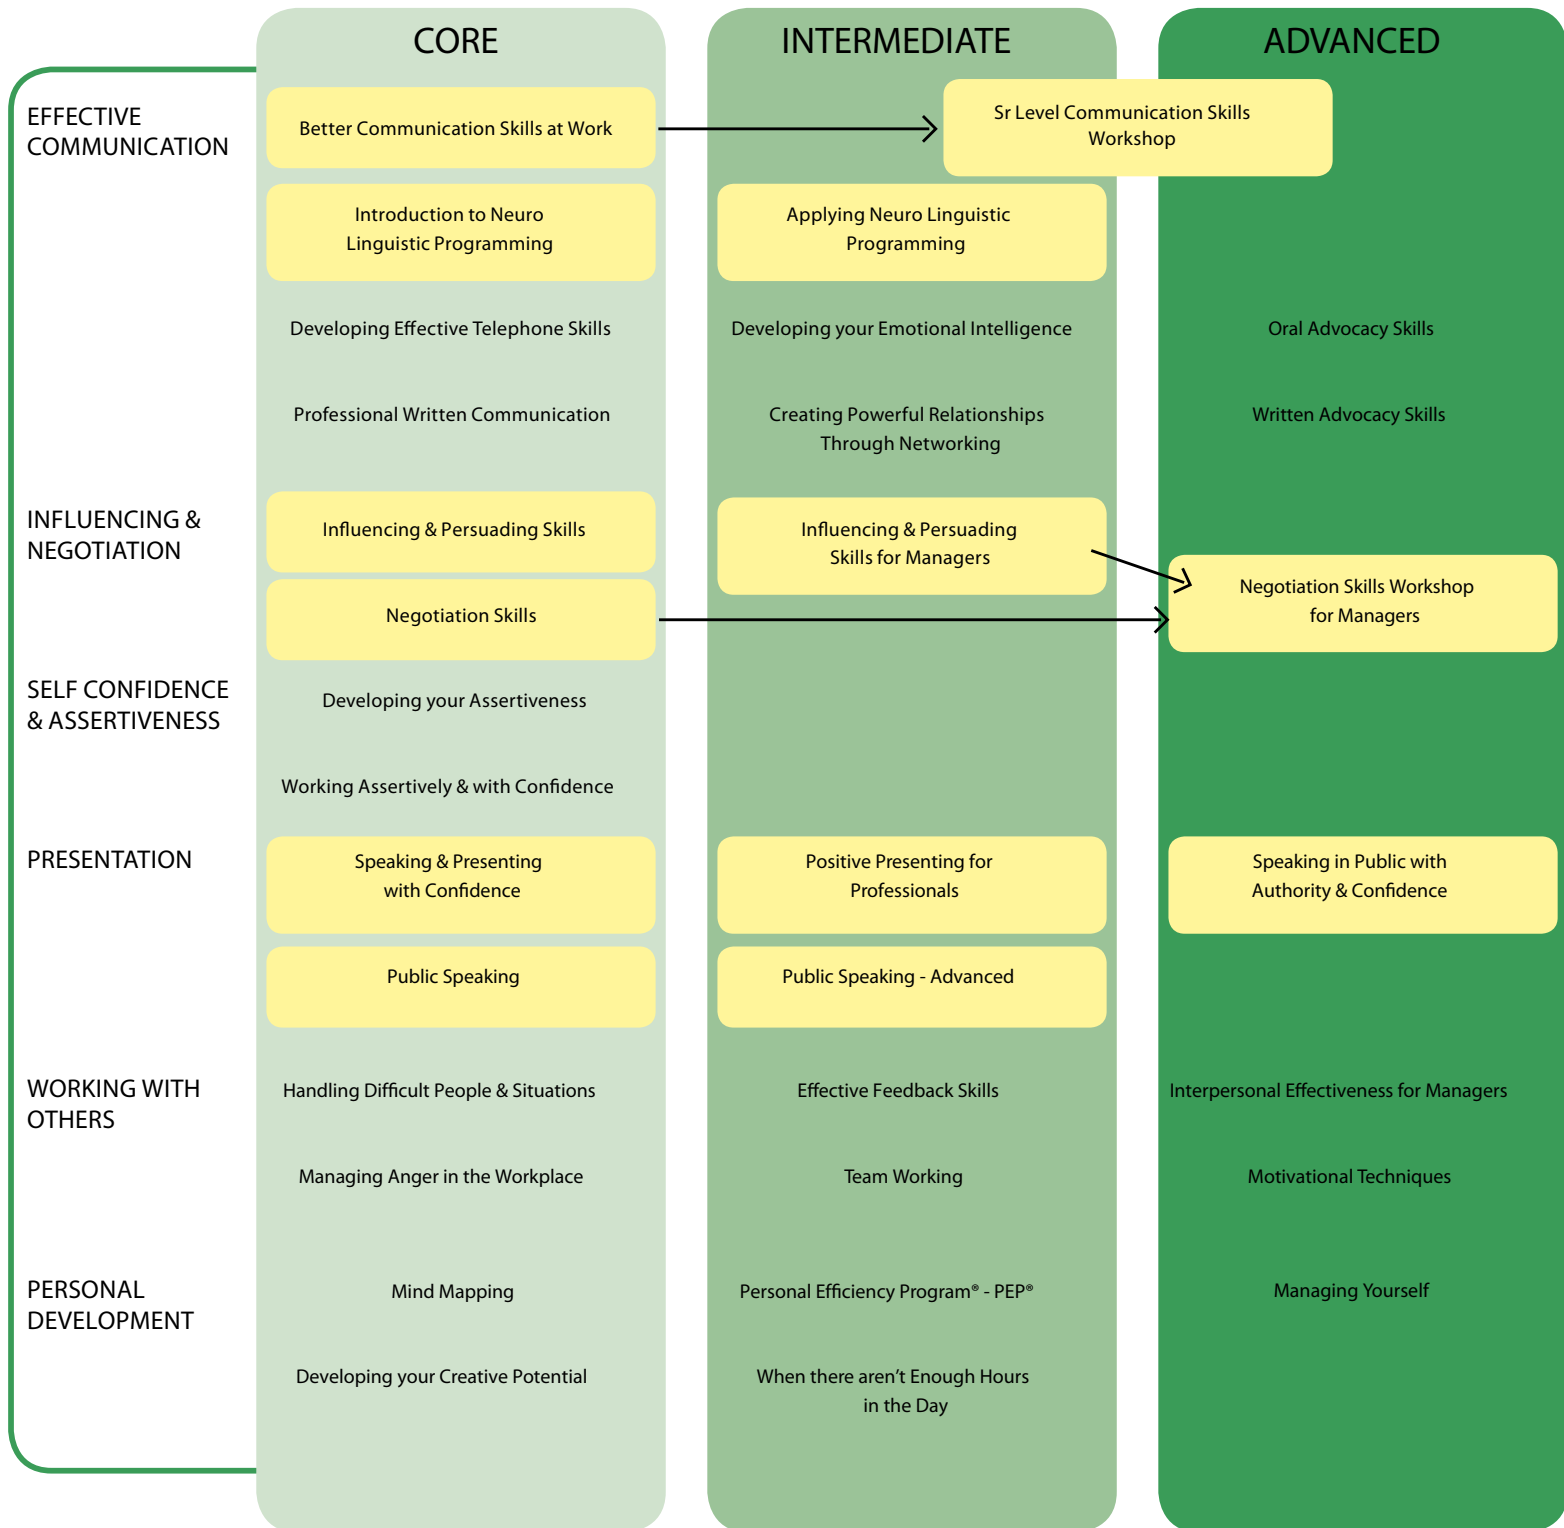 CORE
INTERMEDIATE
ADVANCED
EFFECTIVE
COMMUNICATION
Better Communication Skills at Work
Sr Level Communication Skills
Workshop
Introduction to Neuro
Linguistic Programming
Applying Neuro Linguistic
Programming
Developing Effective Telephone Skills
Developing your Emotional Intelligence
Oral Advocacy Skills
Professional Written Communication
Creating Powerful Relationships
Through Networking
Written Advocacy Skills
INFLUENCING &
NEGOTIATION
Influencing & Persuading Skills
Influencing & Persuading
Skills for Managers
Negotiation Skills
Negotiation Skills Workshop
for Managers
SELF CONFIDENCE
& ASSERTIVENESS
Developing your Assertiveness
Working Assertively & with Confidence
PRESENTATION
Speaking & Presenting
with Confidence
Positive Presenting for
Professionals
Speaking in Public with
Authority & Confidence
Public Speaking
Public Speaking - Advanced
WORKING WITH
OTHERS
Handling Difficult People & Situations
Effective Feedback Skills
Interpersonal Effectiveness for Managers
Managing Anger in the Workplace
Team Working
Motivational Techniques
PERSONAL
DEVELOPMENT
Mind Mapping
Personal Efficiency Program® - PEP®
Managing Yourself
Developing your Creative Potential
When there aren’t Enough Hours
in the Day